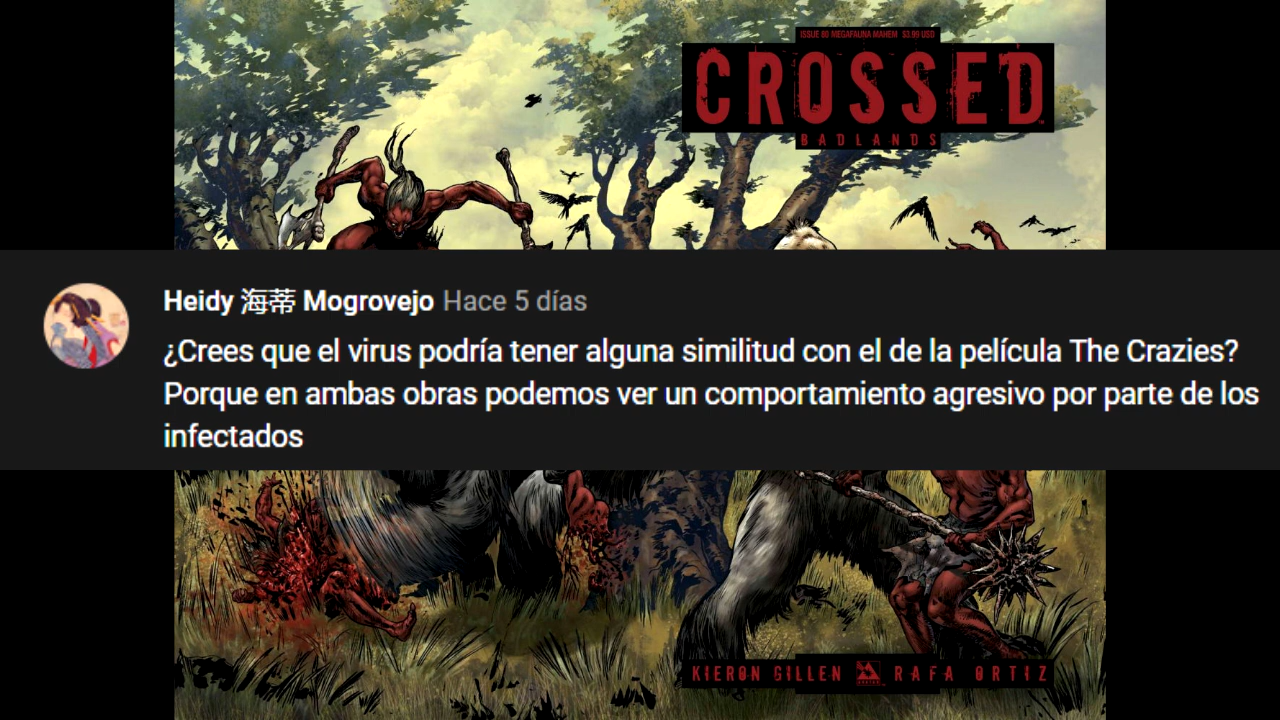 ISSUE 80 MEGAFAUNA MAHEM $3.99 USD
CROSSED
BADLANDS
Heidy 海蒂 Mogrovejo Hace 5 días
¿Crees que el virus podría tener alguna similitud con el de la película The Crazies?
Porque en ambas obras podemos ver un comportamiento agresivo por parte de los
infectados
KIERON GILLEN RAFA ORTIZ